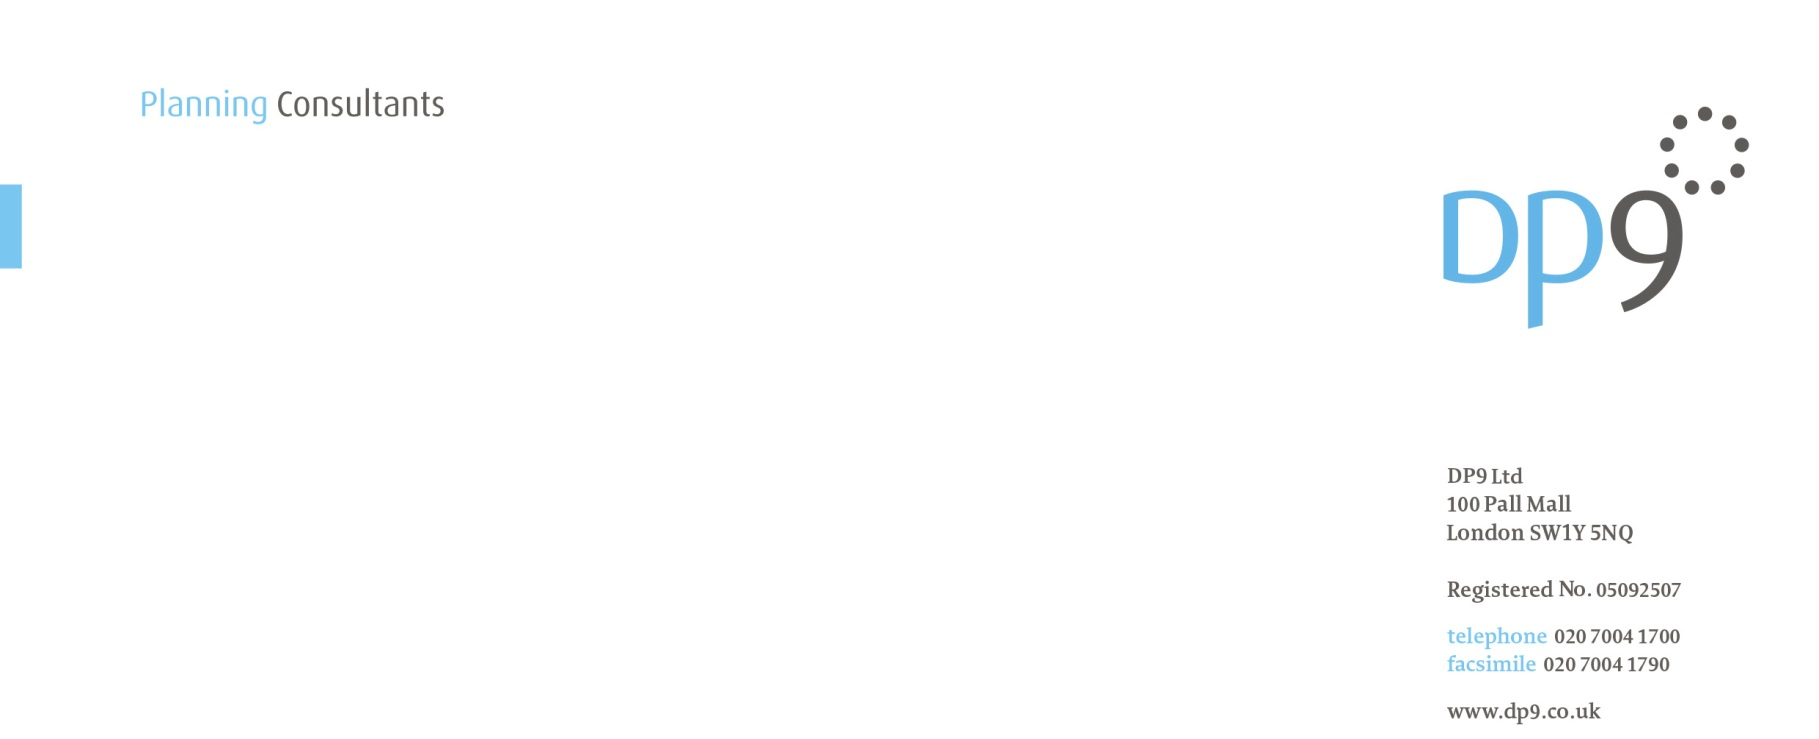 Planning Consultants
DP9
DP9 Ltd
100 Pall Mall
London SW1Y 5NQ
Registered No. 05092507
telephone 020 7004 1700
facsimile 020 7004 1790
www.dp9.co.uk